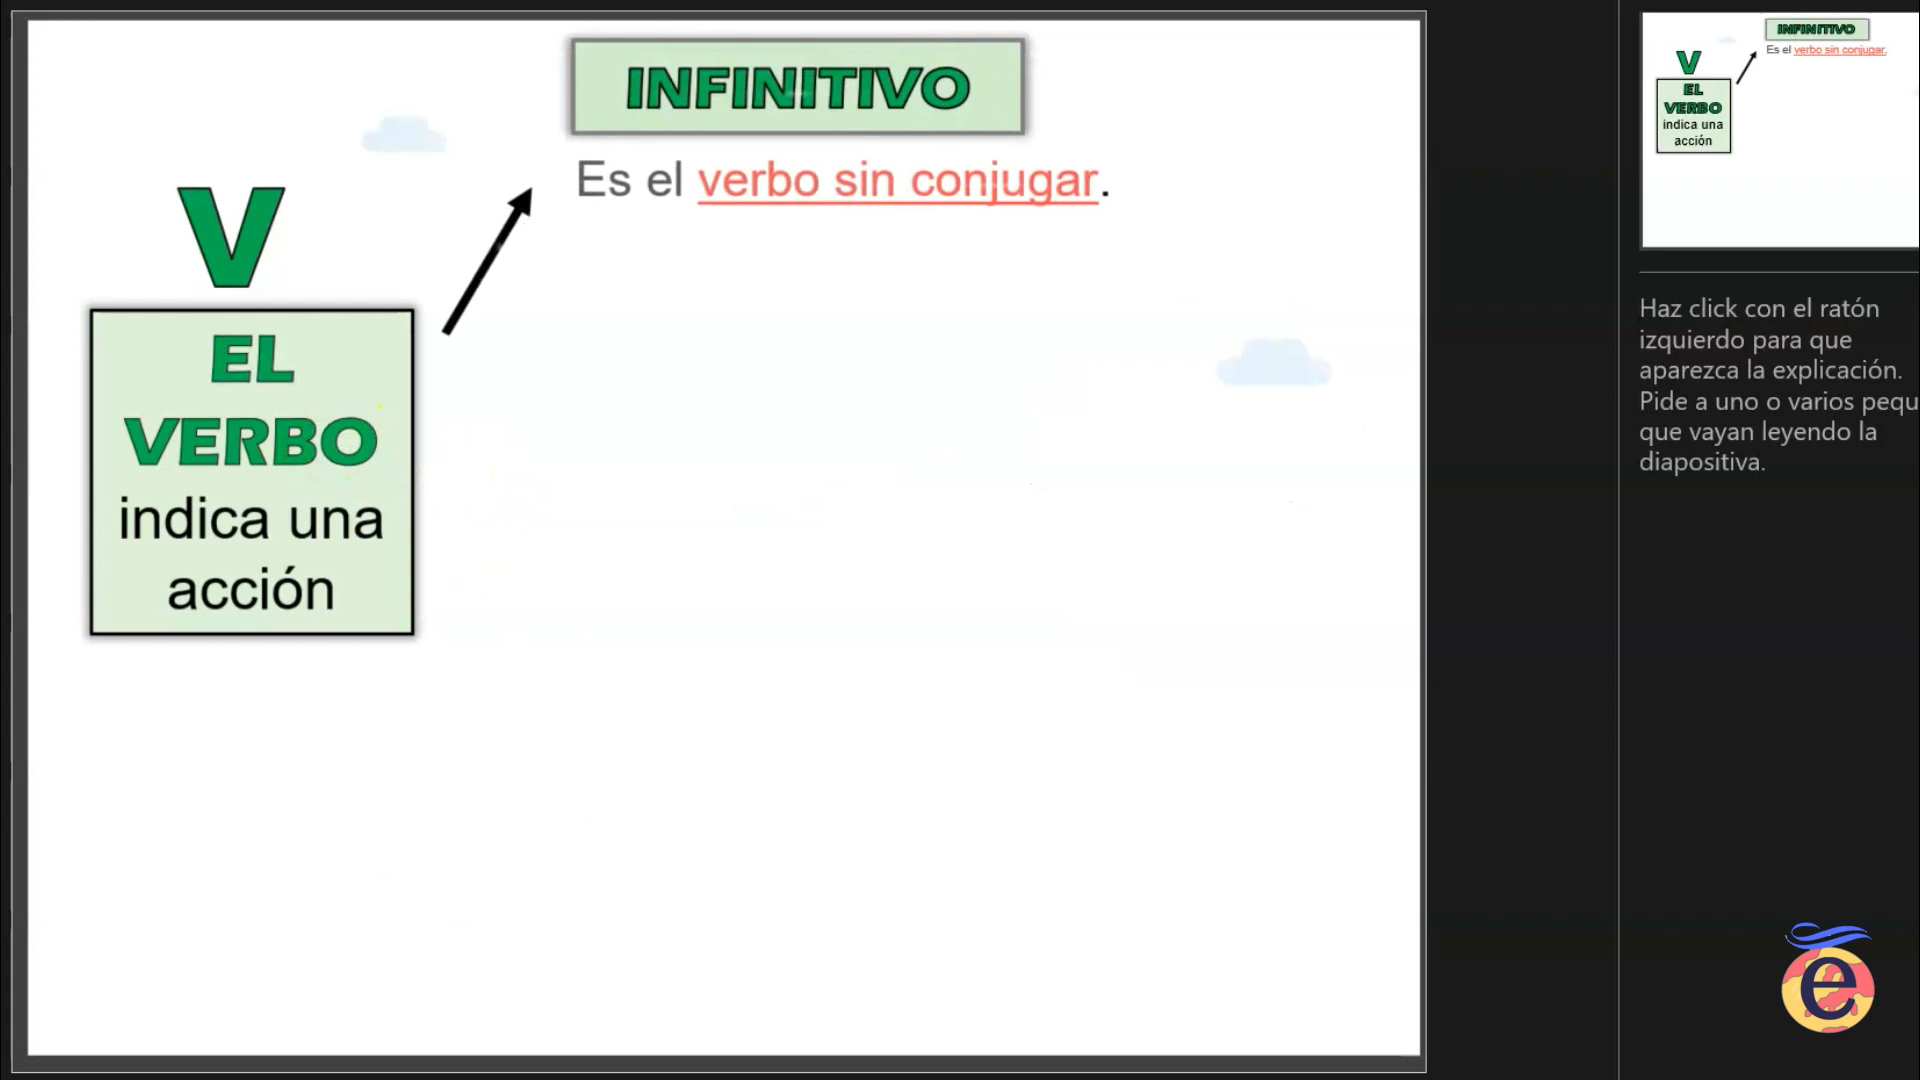 INFINITIVO
Es el verbo sin conjugar.
V
EL
VERBO
indica una
acción
INFINITIVO
Es el verbo sin conjugar.
V
EL
VERBO
indica una
acción
Haz click con el ratón
izquierdo para que
aparezca la explicación.
Pide a uno o varios pequ
que vayan leyendo la
diapositiva.
e